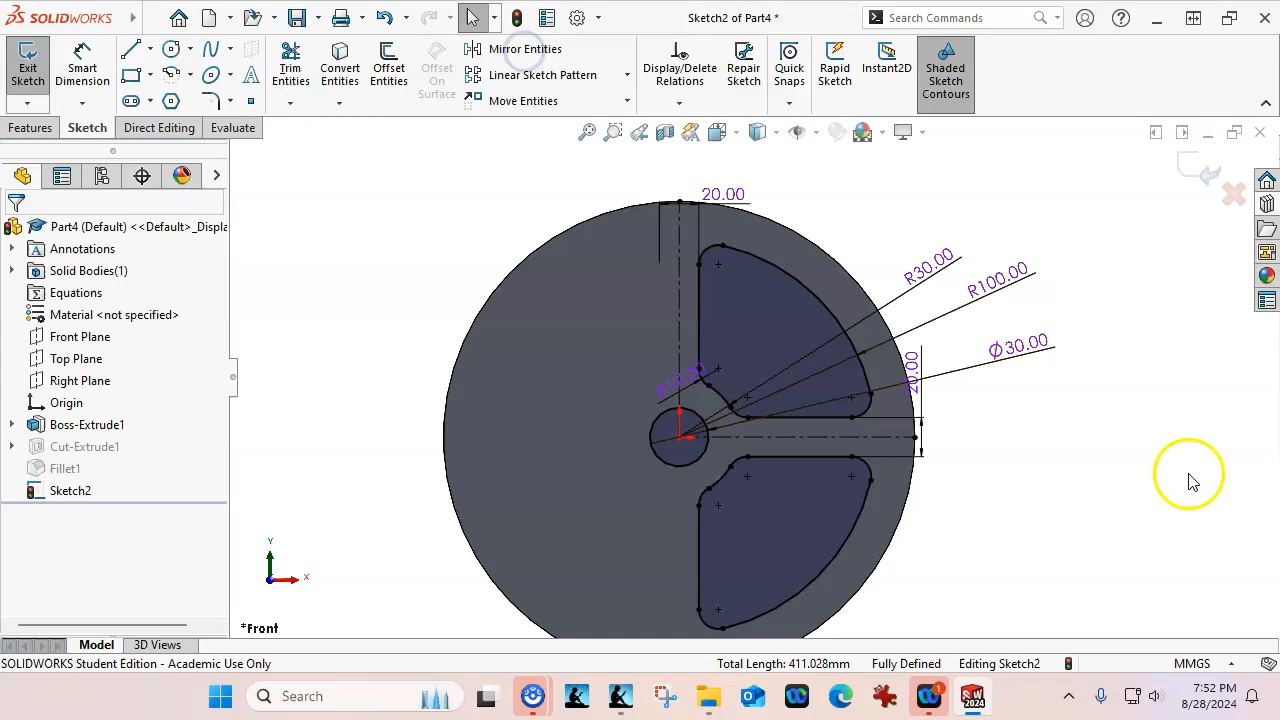 SOLIDWORKS
Sketch2 of Part4 *
Search Commands
Exit Sketch
Smart Dimension
Trim Entities
Convert Entities
Offset Entities
Offset On Surface
Mirror Entities
Linear Sketch Pattern
Move Entities
Display/Delete Relations
Repair Sketch
Quick Snaps
Rapid Sketch
Instant2D
Shaded Sketch Contours
Features
Sketch
Direct Editing
Evaluate
Part4 (Default) <<Default>_Displa
Annotations
Solid Bodies(1)
Equations
Material <not specified>
Front Plane
Top Plane
Right Plane
Origin
Boss-Extrude1
Cut-Extrude1
Fillet1
Sketch2
20.00
R30.00
R100.00
Ø30.00
20.00
R10.00
Y
X
*Front
Model
3D Views
SOLIDWORKS Student Edition - Academic Use Only
Total Length: 411.028mm
Fully Defined
Editing Sketch2
MMGS
Search
1
2024
7:52 PM
8/28/2024